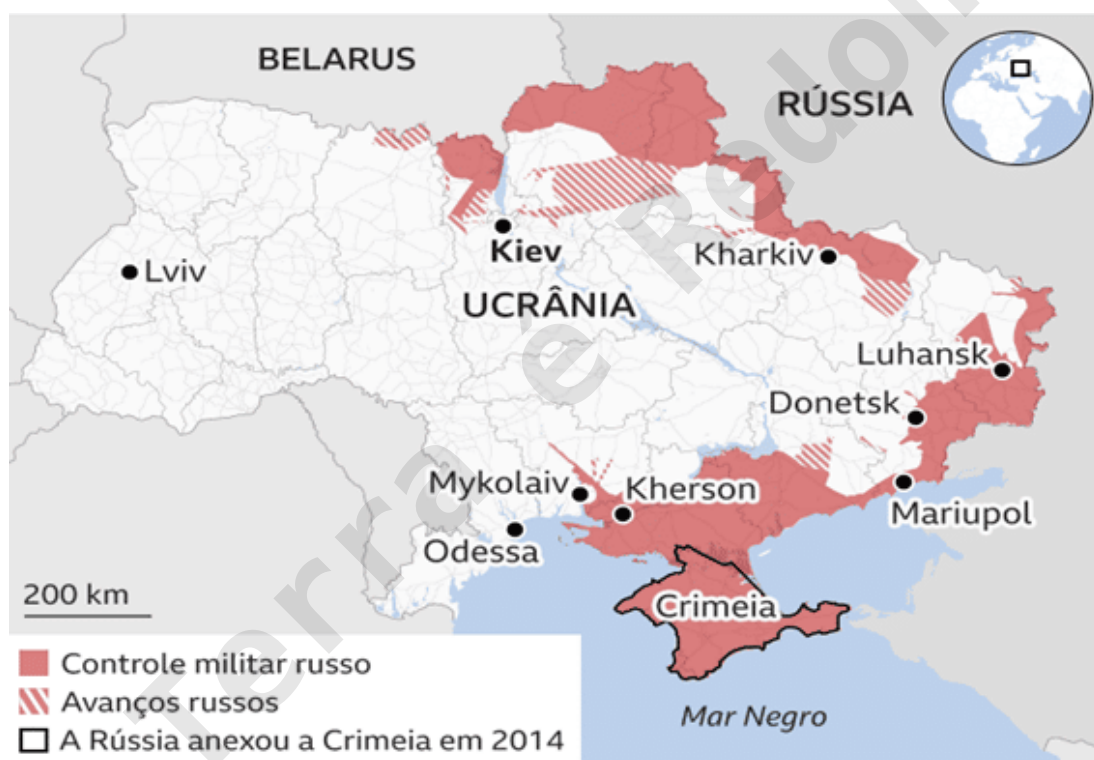 BELARUS
RÚSSIA
Kiev
Kharkiv
Lviv
UCRÂNIA
Luhansk
Donetsk
Mykolaiv
Kherson
Mariupol
Odessa
200 km
Crimeia
Controle militar russo
Avanços russos
A Rússia anexou a Crimeia em 2014
Mar Negro
Terra é Redon